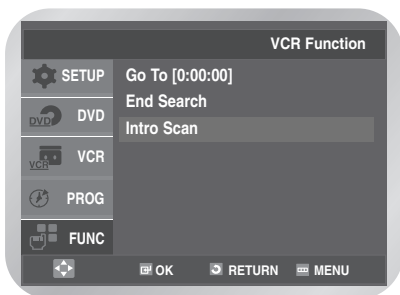 VCR Function
SETUP
Go To [0:00:00]
End Search
DVD
DVD
Intro Scan
VCR
VCR
PROG
FUNC
OK
RETURN
MENU